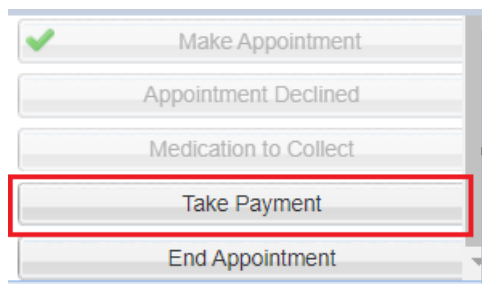 Make Appointment
Appointment Declined
Medication to Collect
Take Payment
End Appointment